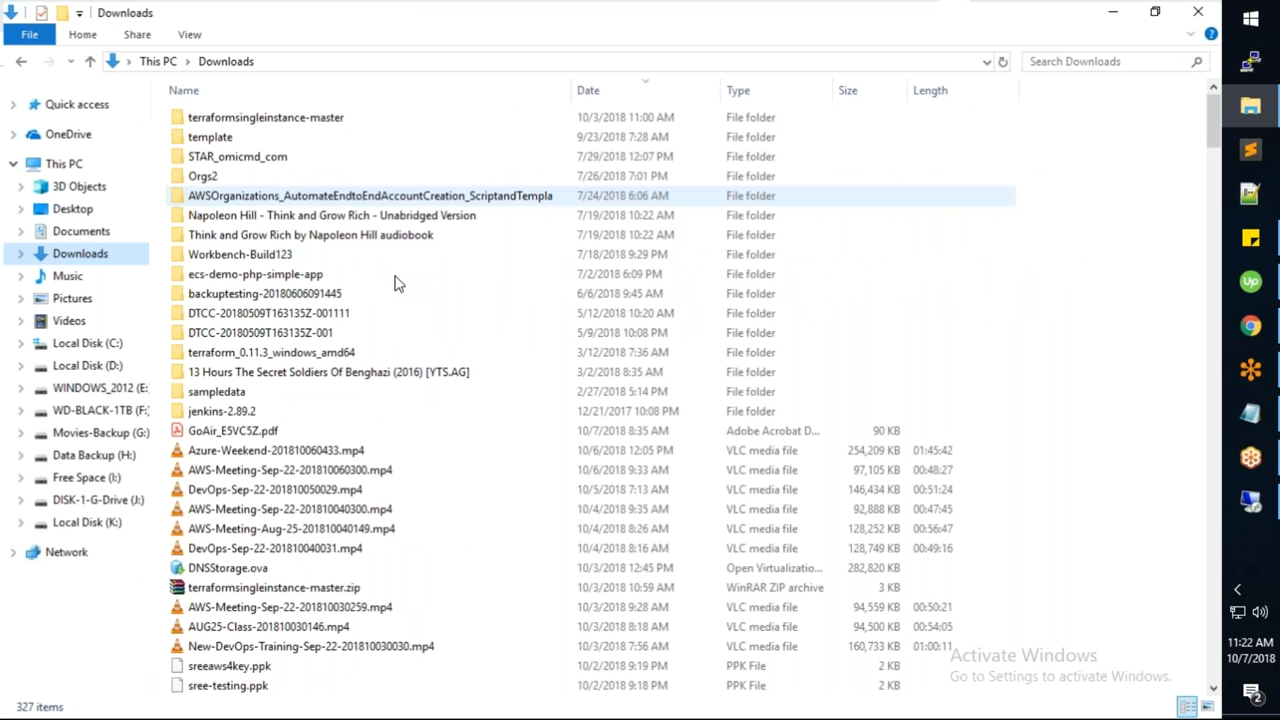 Downloads
File Home Share View
This PC Downloads Search Downloads
Name Date Type Size Length
Quick access
OneDrive
This PC
3D Objects
Desktop
Documents
Downloads
Music
Pictures
Videos
Local Disk (C:)
Local Disk (D:)
WINDOWS_2012 (E:
WD-BLACK-1TB (F:
Movies-Backup (G:)
Data Backup (H:)
Free Space (I:)
DISK-1-G-Drive (J:)
Local Disk (K:)
Network
terraformsingleinstance-master 10/3/2018 11:00 AM File folder
template 9/23/2018 7:28 AM File folder
STAR_omicmd_com 7/29/2018 12:07 PM File folder
Orgs2 7/26/2018 7:01 PM File folder
AWSOrganizations_AutomateEndtoEndAccountCreation_ScriptandTempla 7/24/2018 6:06 AM File folder
Napoleon Hill - Think and Grow Rich - Unabridged Version 7/19/2018 10:22 AM File folder
Think and Grow Rich by Napoleon Hill audiobook 7/19/2018 10:22 AM File folder
Workbench-Build123 7/18/2018 9:29 PM File folder
ecs-demo-php-simple-app 7/2/2018 6:09 PM File folder
backuptesting-20180606091445 6/6/2018 9:45 AM File folder
DTCC-20180509T163135Z-001111 5/12/2018 10:20 AM File folder
DTCC-20180509T163135Z-001 5/9/2018 10:08 PM File folder
terraform_0.11.3_windows_amd64 3/12/2018 7:36 AM File folder
13 Hours The Secret Soldiers Of Benghazi (2016) [YTS.AG] 3/2/2018 8:35 AM File folder
sampledata 2/27/2018 5:14 PM File folder
jenkins-2.89.2 12/21/2017 10:08 PM File folder
GoAir_E5VC5Z.pdf 10/7/2018 8:35 AM Adobe Acrobat D... 90 KB
Azure-Weekend-201810060433.mp4 10/6/2018 12:05 PM VLC media file 254,209 KB 01:45:42
AWS-Meeting-Sep-22-201810060300.mp4 10/6/2018 9:33 AM VLC media file 97,105 KB 00:48:27
DevOps-Sep-22-201810050029.mp4 10/5/2018 7:13 AM VLC media file 146,434 KB 00:51:24
AWS-Meeting-Sep-22-201810040300.mp4 10/4/2018 9:35 AM VLC media file 92,888 KB 00:47:45
AWS-Meeting-Aug-25-201810040149.mp4 10/4/2018 8:26 AM VLC media file 128,252 KB 00:56:47
DevOps-Sep-22-201810040031.mp4 10/4/2018 8:16 AM VLC media file 128,749 KB 00:49:16
DNSStorage.ova 10/3/2018 12:45 PM Open Virtualizatio... 282,820 KB
terraformsingleinstance-master.zip 10/3/2018 10:59 AM WinRAR ZIP archive 3 KB
AWS-Meeting-Sep-22-201810030259.mp4 10/3/2018 9:28 AM VLC media file 94,559 KB 00:50:21
AUG25-Class-201810030146.mp4 10/3/2018 8:18 AM VLC media file 94,500 KB 00:54:05
New-DevOps-Training-Sep-22-201810030030.mp4 10/3/2018 7:56 AM VLC media file 160,733 KB 01:00:11
sreeaws4key.ppk 10/2/2018 9:19 PM PPK File 2 KB
sree-testing.ppk 10/2/2018 9:18 PM PPK File 2 KB
Activate Windows
Go to Settings to activate Windows.
327 items
Up
11:22 AM
10/7/2018
2